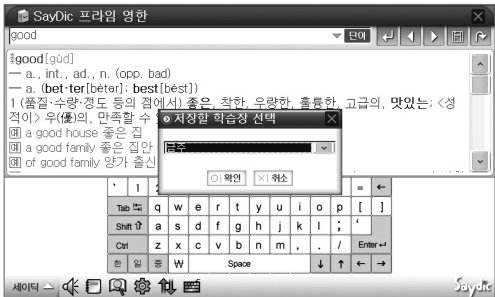 SayDic 프라임 영한
good
단어
good[gúd]
— a., int., ad., n. (opp. bad)
— a. (bet·ter[bétər]; best[bést])
1 (품질·수량·정도 등의 점에서) 좋은, 착한, 우량한, 훌륭한, 고급의, 맛있는; <성
적이> 우(優)의, 만족할 수
예 a good house 좋은 집
예 a good family 좋은 집안
예 of good family 양가 출신
저장할 학습장 선택
금주
확인 취소
` 1 = ←
Tab q w e r t y u i o p [ ]
Shift ⇧ a s d f g h j k l ; '
Ctrl z x c v b n m , . / Enter ↵
한 일 중 ₩ Space ↓ ↑ ← →
세이딕
Saydic